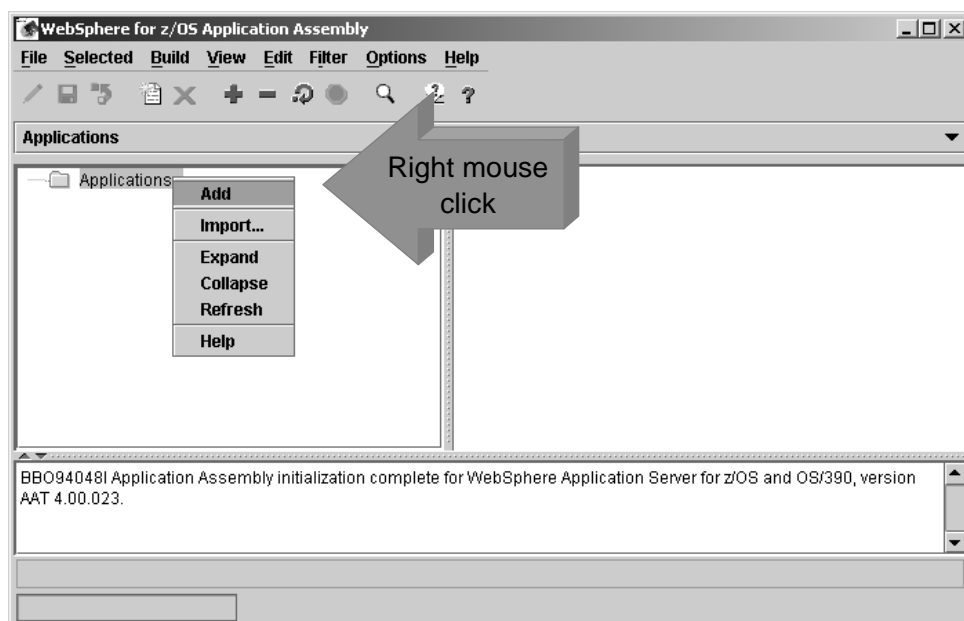 WebSphere for z/OS Application Assembly
File Selected Build View Edit Filter Options Help
Applications
Applications
Right mouse
click
Add
Import...
Expand
Collapse
Refresh
Help
BBO94048I Application Assembly initialization complete for WebSphere Application Server for z/OS and OS/390, version
AAT 4.00.023.